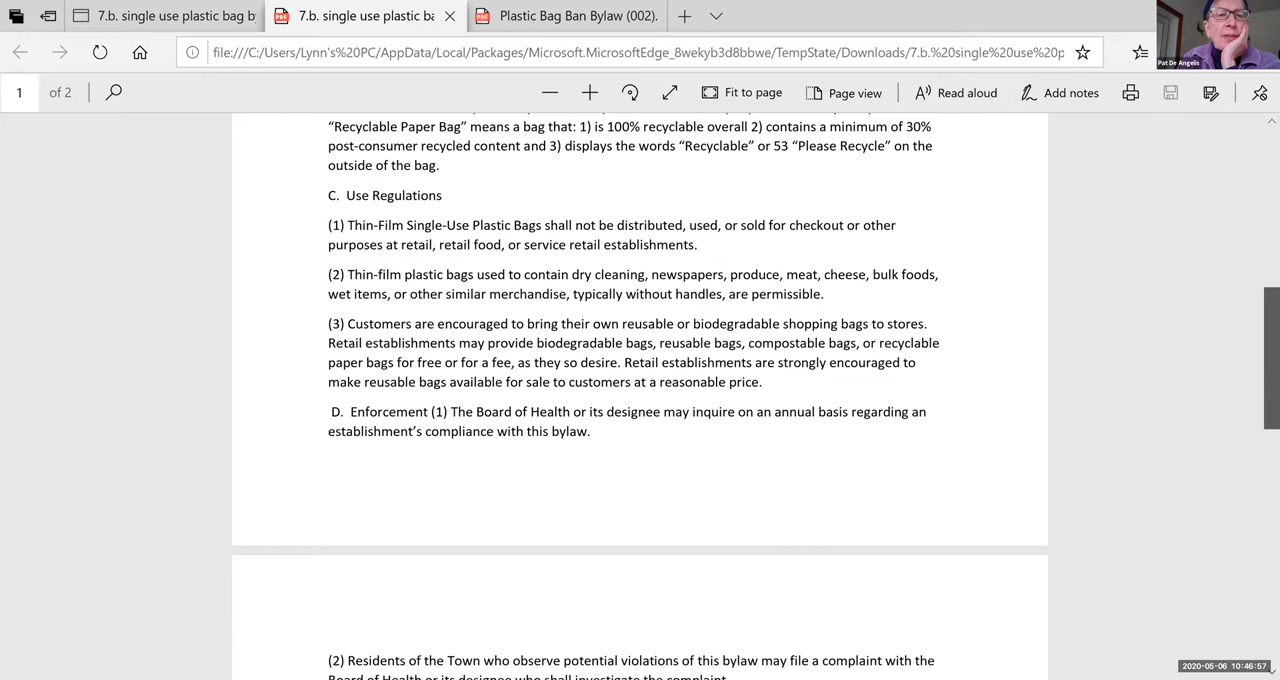 7.b. single use plastic bag b
7.b. single use plastic ba
Plastic Bag Ban Bylaw (002).
file:///C:/Users/Lynn's%20PC/AppData/Local/Packages/Microsoft.MicrosoftEdge_8wekyb3d8bbwe/TempState/Downloads/7.b.%20single%20use%20p
Pat De Angelis
1 of 2
Fit to page
Page view
Read aloud
Add notes
“Recyclable Paper Bag” means a bag that: 1) is 100% recyclable overall 2) contains a minimum of 30%
post-consumer recycled content and 3) displays the words “Recyclable” or 53 “Please Recycle” on the
outside of the bag.
C. Use Regulations
(1) Thin-Film Single-Use Plastic Bags shall not be distributed, used, or sold for checkout or other
purposes at retail, retail food, or service retail establishments.
(2) Thin-film plastic bags used to contain dry cleaning, newspapers, produce, meat, cheese, bulk foods,
wet items, or other similar merchandise, typically without handles, are permissible.
(3) Customers are encouraged to bring their own reusable or biodegradable shopping bags to stores.
Retail establishments may provide biodegradable bags, reusable bags, compostable bags, or recyclable
paper bags for free or for a fee, as they so desire. Retail establishments are strongly encouraged to
make reusable bags available for sale to customers at a reasonable price.
D. Enforcement (1) The Board of Health or its designee may inquire on an annual basis regarding an
establishment’s compliance with this bylaw.
(2) Residents of the Town who observe potential violations of this bylaw may file a complaint with the
Board of Health or its designee who shall investigate the complaint.
2020-05-06 10:46:57